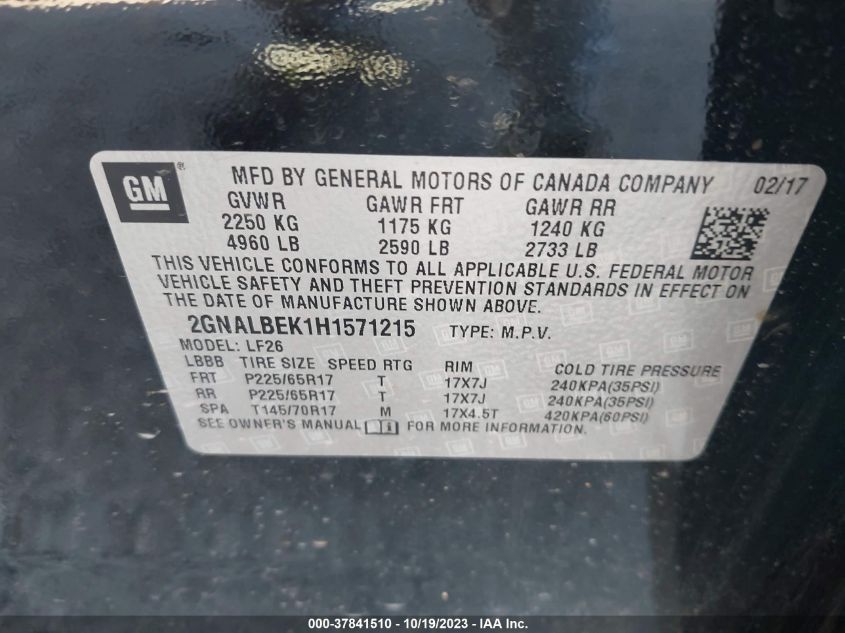 GM ® MFD BY GENERAL MOTORS OF CANADA COMPANY 02/17
GVWR GAWR FRT GAWR RR
2250 KG 1175 KG 1240 KG
4960 LB 2590 LB 2733 LB
THIS VEHICLE CONFORMS TO ALL APPLICABLE U.S. FEDERAL MOTOR
VEHICLE SAFETY AND THEFT PREVENTION STANDARDS IN EFFECT ON
THE DATE OF MANUFACTURE SHOWN ABOVE.
2GNALBEK1H1571215 TYPE: M.P.V.
MODEL: LF26
LBBB TIRE SIZE SPEED RTG RIM COLD TIRE PRESSURE
FRT P225/65R17 T 17X7J 240KPA(35PSI)
RR P225/65R17 T 17X7J 240KPA(35PSI)
SPA T145/70R17 M 17X4.5T 420KPA(60PSI)
SEE OWNER'S MANUAL i FOR MORE INFORMATION.
000-37841510 - 10/19/2023 - IAA Inc.